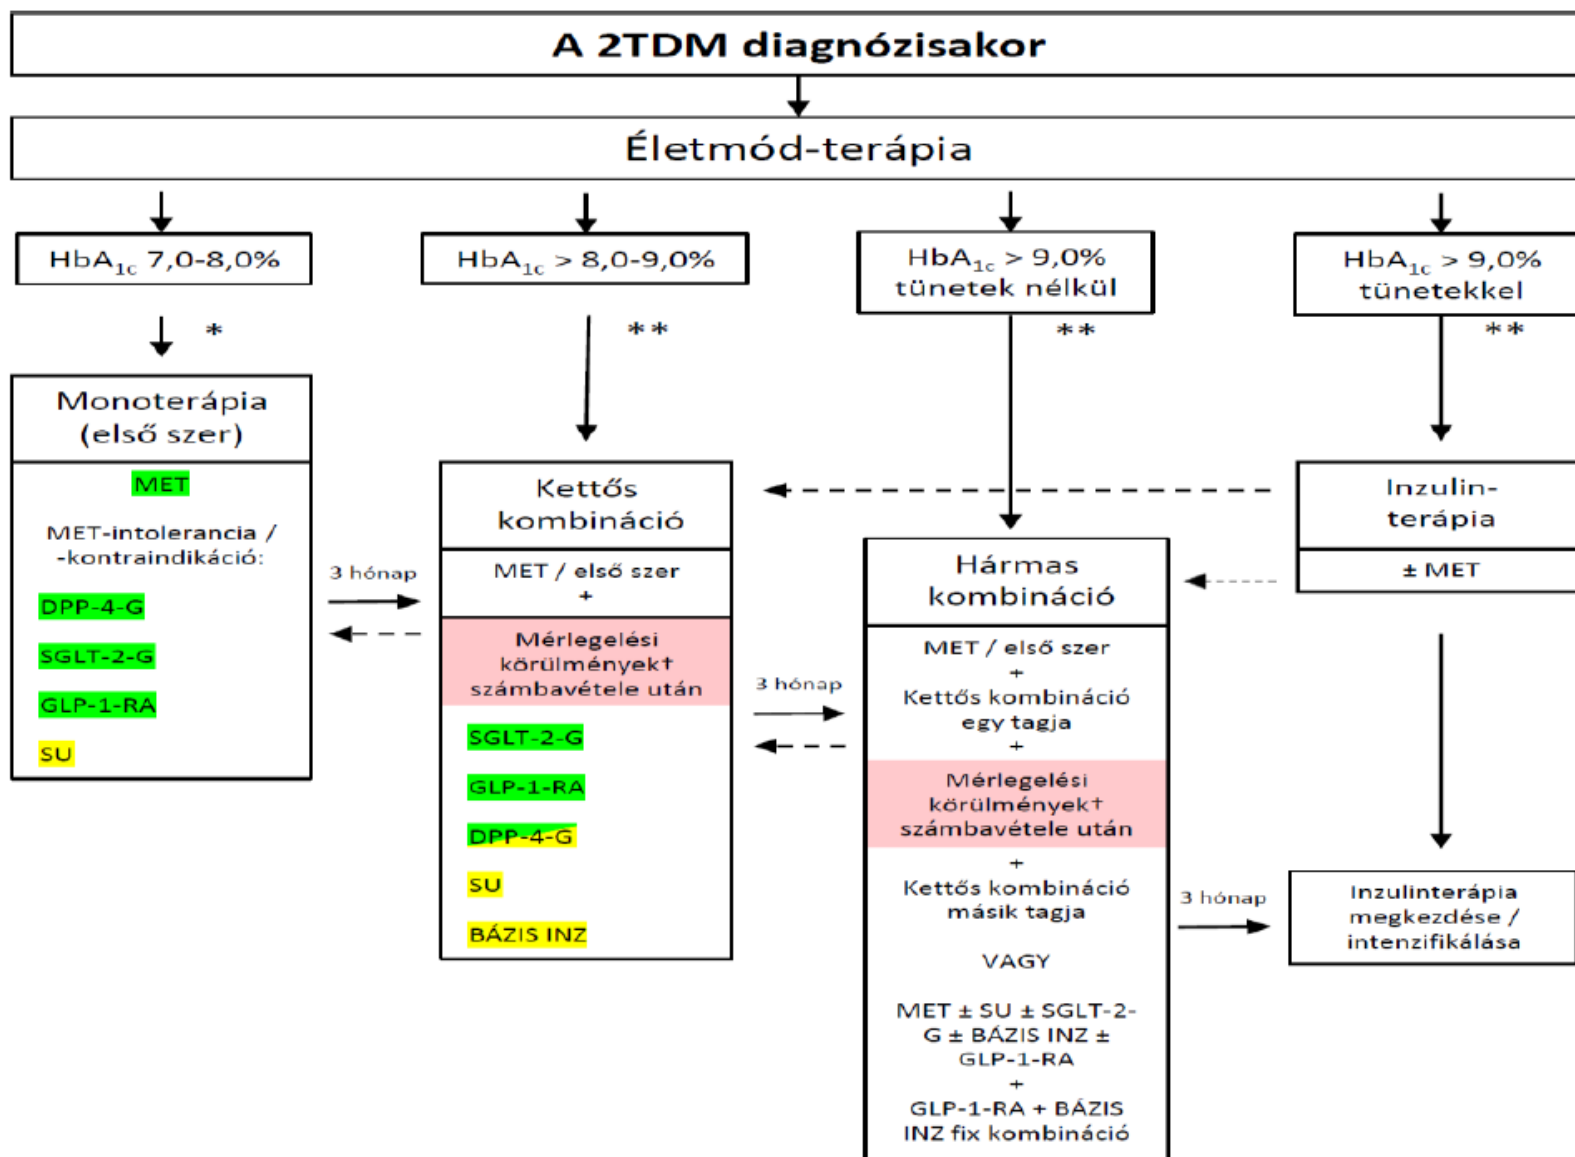 A 2TDM diagnózisakor
Életmód-terápia
HbA1c 7,0-8,0%
HbA1c > 8,0-9,0%
HbA1c > 9,0%
tünetek nélkül
HbA1c > 9,0%
tünetekkel
*
**
**
**
Monoterápia
(első szer)
MET
MET-intolerancia /
-kontraindikáció:
DPP-4-G
SGLT-2-G
GLP-1-RA
SU
3 hónap
Kettős
kombináció
MET / első szer
+
Mérlegelési
körülmények†
számbavétele után
SGLT-2-G
GLP-1-RA
DPP-4-G
SU
BÁZIS INZ
3 hónap
Hármas
kombináció
MET / első szer
+
Kettős kombináció
egy tagja
+
Mérlegelési
körülmények†
számbavétele után
+
Kettős kombináció
másik tagja
VAGY
MET ± SU ± SGLT-2-
G ± BÁZIS INZ ±
GLP-1-RA
+
GLP-1-RA + BÁZIS
INZ fix kombináció
3 hónap
Inzulin-
terápia
± MET
Inzulinterápia
megkezdése /
intenzifikálása